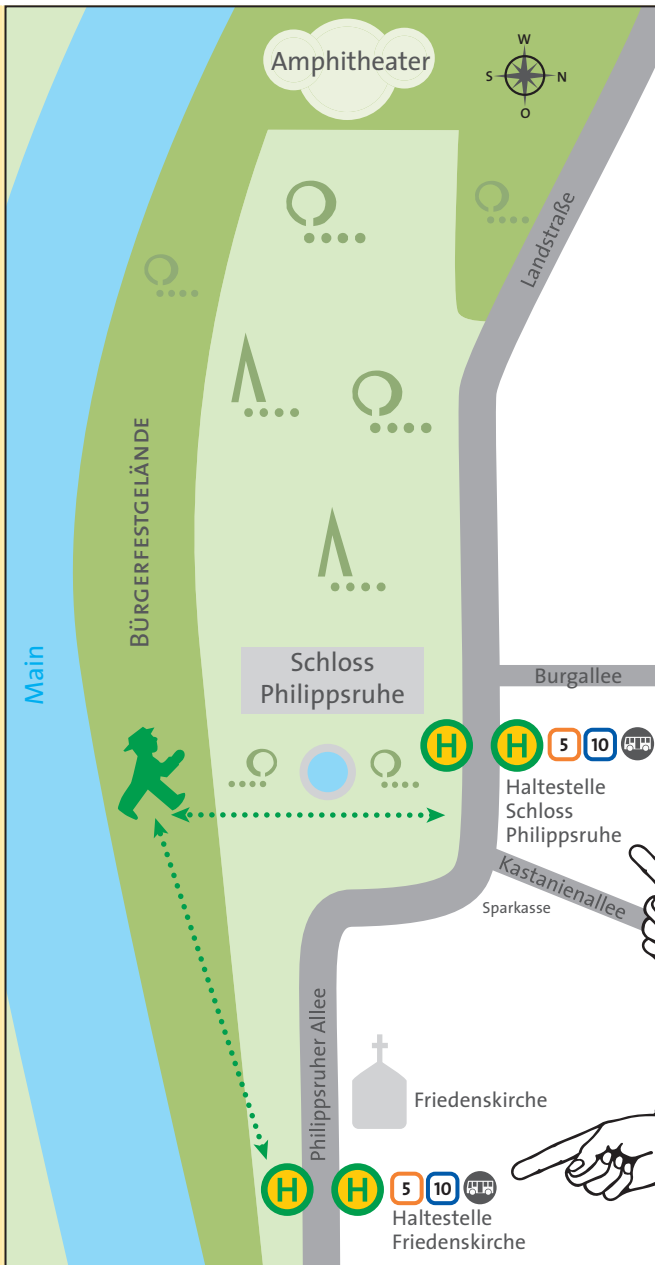 Amphitheater
W
S N
O
Landstraße
BÜRGERFESTGELÄNDE
Main
Schloss
Philippsruhe
Burgallee
H H 5 10
Haltestelle
Schloss
Philippsruhe
Kastanienallee
Sparkasse
Philippsruher Allee
Friedenskirche
H H 5 10
Haltestelle
Friedenskirche